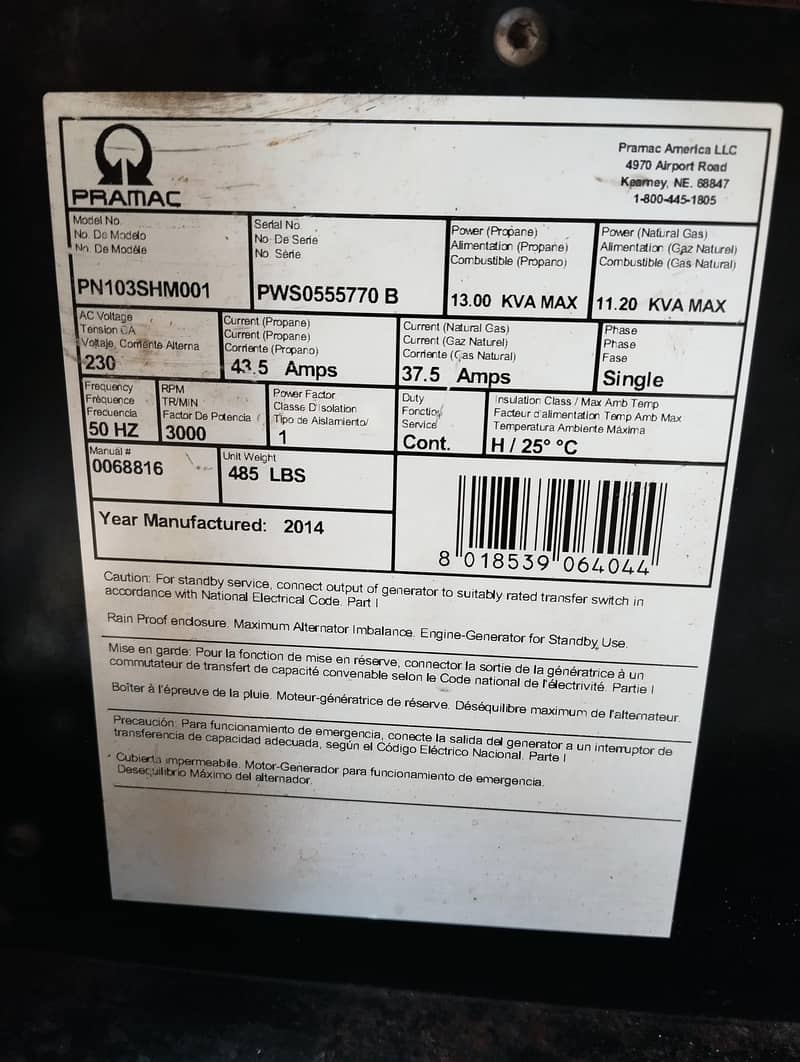 PRAMAC
Pramac America LLC
4970 Airport Road
Kearney, NE. 68847
1-800-445-1805
Model No.
No. De Modelo
No. De Modéle
PN103SHM001
Serial No
No De Serie
No Série
PWS0555770 B
Power (Propane)
Alimentation (Propane)
Combustible (Propano)
13.00 KVA MAX
Power (Natural Gas)
Alimentation (Gaz Naturel)
Combustible (Gas Natural)
11.20 KVA MAX
AC Voltage
Tension CA
Voltaje, Corriente Alterna
230
Current (Propane)
Current (Propane)
Corriente (Propano)
43.5 Amps
Current (Natural Gas)
Current (Gaz Naturel)
Corriente (Gas Natural)
37.5 Amps
Phase
Phase
Fase
Single
Frequency
Fréquence
Frecuencia
50 HZ
RPM
TR/MIN
Factor De Potencia
3000
Power Factor
Classe D'isolation
Tipo de Aislamiento/
1
Duty
Fonction
Service
Cont.
Insulation Class / Max Amb Temp
Facteur d'alimentation Temp Amb Max
Temperatura Ambiente Máxima
H / 25° °C
Manual #
0068816
Unit Weight
485 LBS
Year Manufactured: 2014
8 018539 064044
Caution: For standby service, connect output of generator to suitably rated transfer switch in
accordance with National Electrical Code. Part I
Rain Proof enclosure. Maximum Alternator Imbalance. Engine-Generator for Standby Use.
Mise en garde: Pour la fonction de mise en réserve, connector la sortie de la génératrice à un
commutateur de transfert de capacité convenable selon le Code national de l'électrivité. Partie I
Boîter à l'épreuve de la pluie. Moteur-génératrice de réserve. Déséquilibre maximum de l'alternateur.
Precaución: Para funcionamiento de emergencia, conecte la salida del generator a un interruptor de
transferencia de capacidad adecuada, según el Código Eléctrico Nacional. Parte I
Cubierta impermeable. Motor-Generador para funcionamiento de emergencia.
Desequilibrio Máximo del alternador.